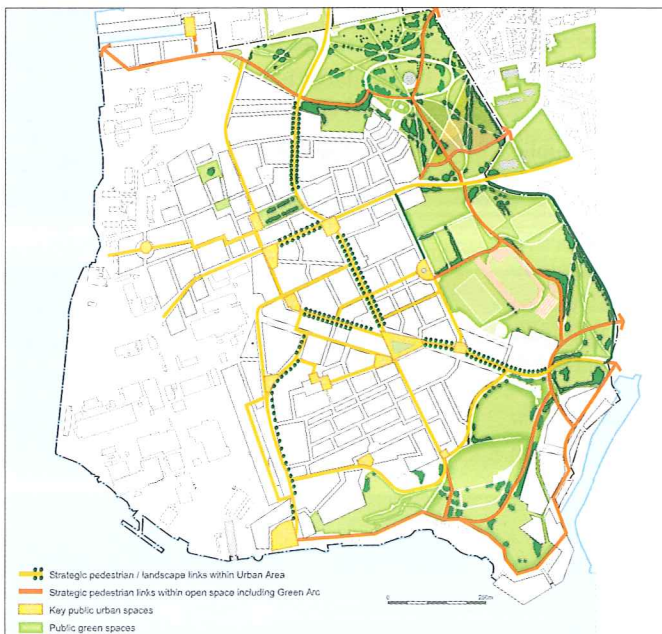 Strategic pedestrian / landscape links within Urban Area
Strategic pedestrian links within open space including Green Arc
Key public urban spaces
Public green spaces
0
250m